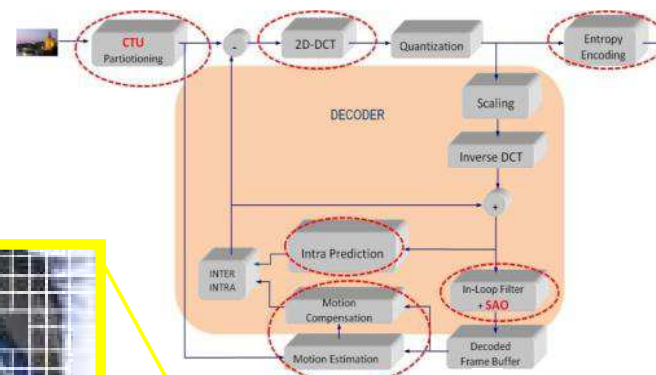 CTU
Partiotioning
-
2D-DCT
Quantization
Entropy
Encoding
DECODER
Scaling
Inverse DCT
+
Intra Prediction
INTER
INTRA
Motion
Compensation
In-Loop Filter
+ SAO
Motion Estimation
Decoded
Frame Buffer